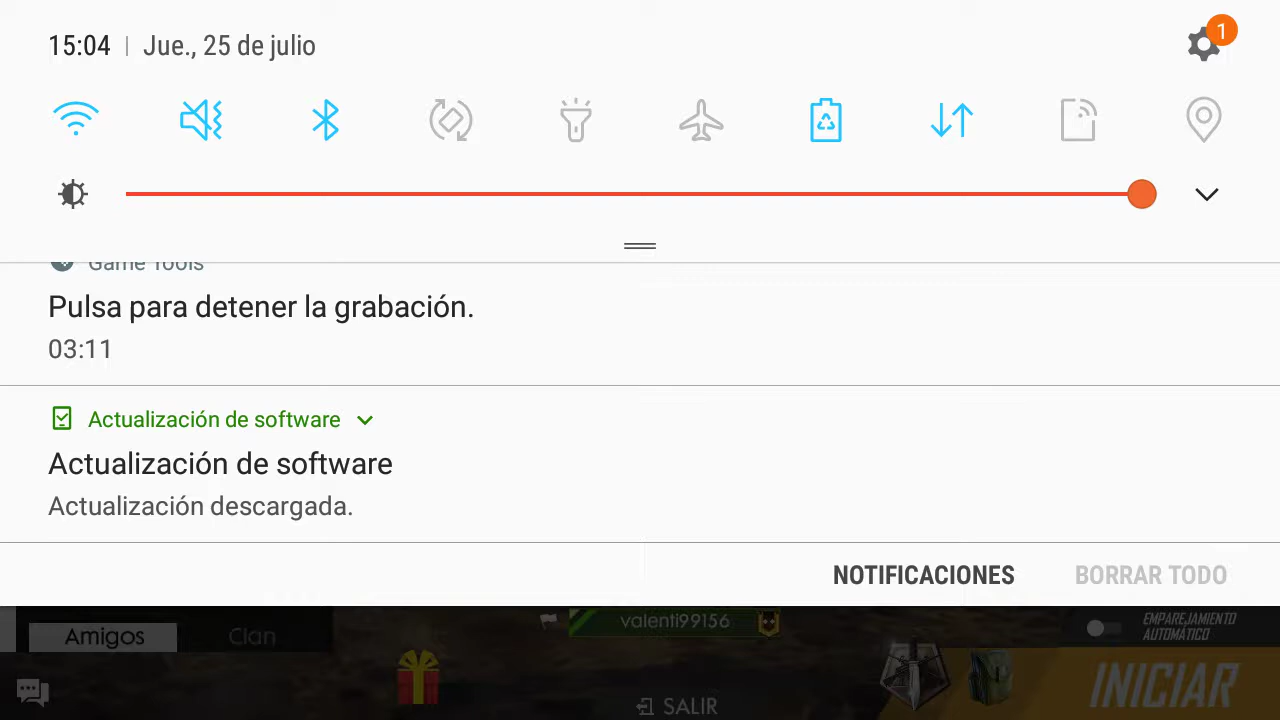 15:04 | Jue., 25 de julio
1
Game Tools
Pulsa para detener la grabación.
03:11
Actualización de software
Actualización de software
Actualización descargada.
NOTIFICACIONES BORRAR TODO
Amigos Clan
valenti99156
EMPAREJAMIENTO
AUTOMÁTICO
INICIAR
SALIR